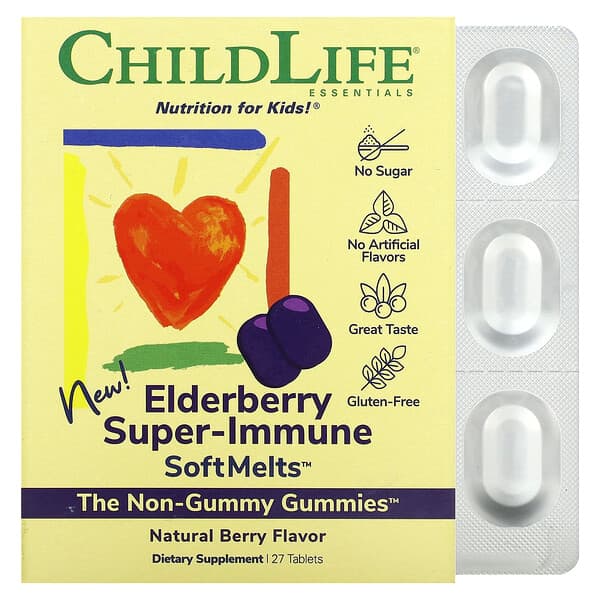 CHILDLIFE®
ESSENTIALS
Nutrition for Kids!®
No Sugar
No Artificial
Flavors
Great Taste
Gluten-Free
New!
Elderberry
Super-Immune
SoftMelts™
The Non-Gummy Gummies™
Natural Berry Flavor
Dietary Supplement | 27 Tablets